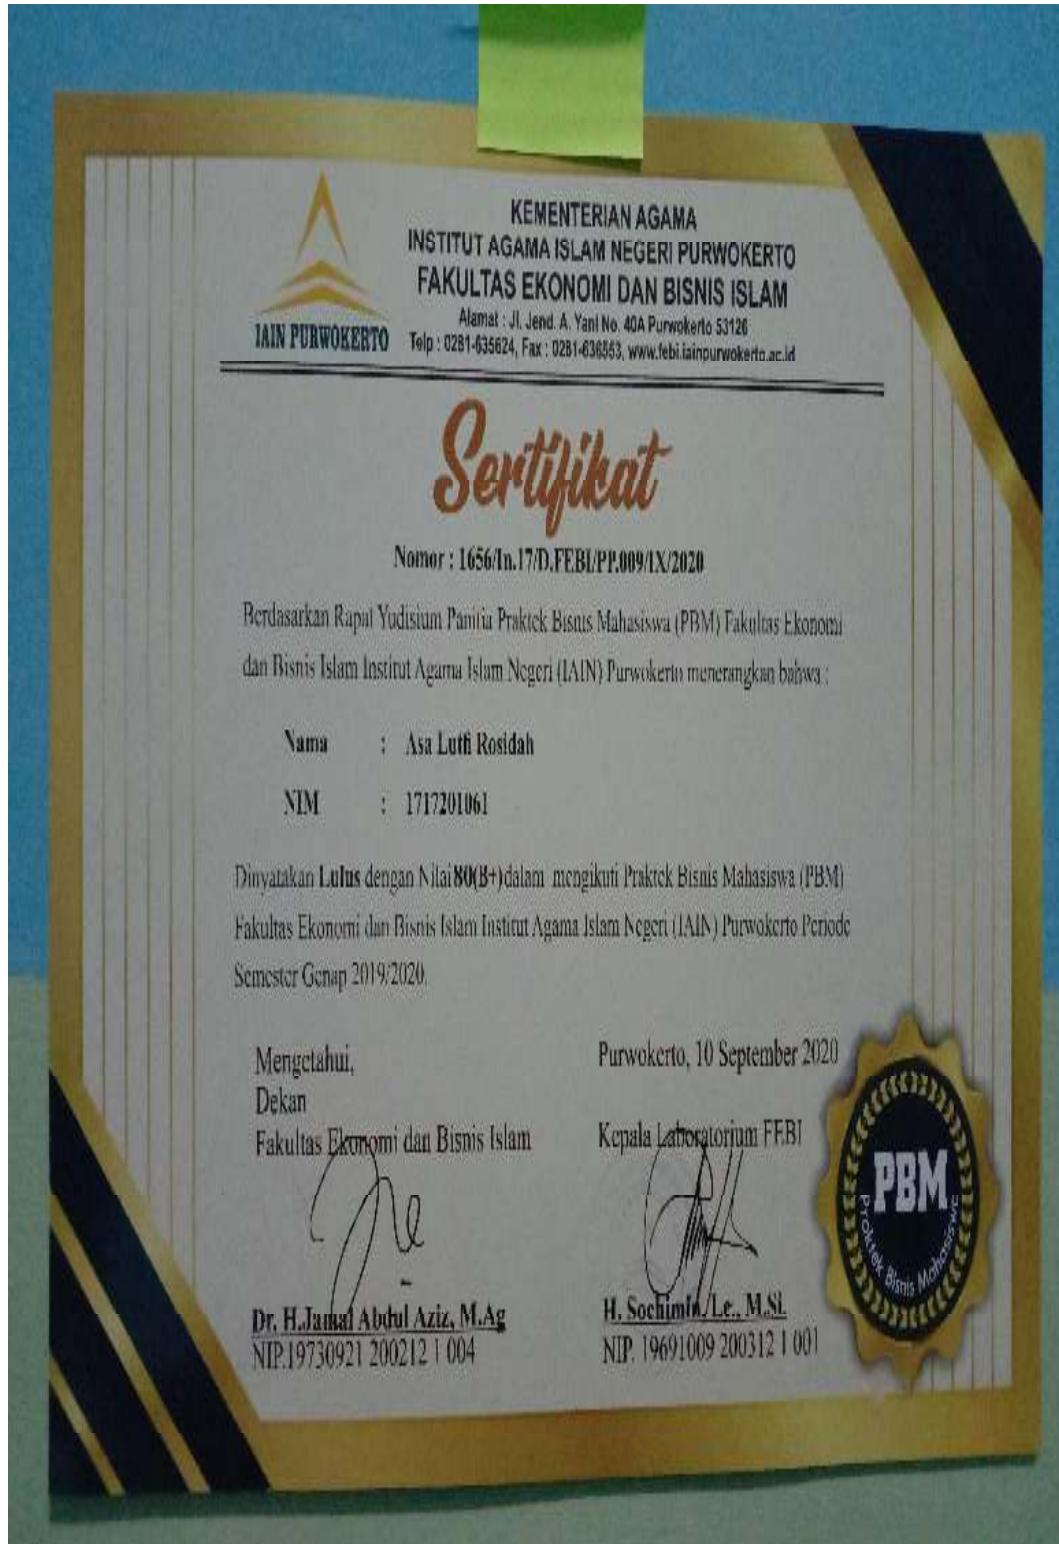 KEMENTERIAN AGAMA
INSTITUT AGAMA ISLAM NEGERI PURWOKERTO
FAKULTAS EKONOMI DAN BISNIS ISLAM
Alamat : Jl. Jend. A. Yani No. 40A Purwokerto 53126
Telp : 0281-635624, Fax : 0281-636553, www.febi.iainpurwokerto.ac.id
IAIN PURWOKERTO
Sertifikat
Nomor : 1656/In.17/D.FEBI/PP.009/IX/2020
Berdasarkan Rapat Yudisium Panitia Praktek Bisnis Mahasiswa (PBM) Fakultas Ekonomi
dan Bisnis Islam Institut Agama Islam Negeri (IAIN) Purwokerto menerangkan bahwa :
Nama : Asa Lutfi Rosidah
NIM : 1717201061
Dinyatakan Lulus dengan Nilai 80(B+)dalam mengikuti Praktek Bisnis Mahasiswa (PBM)
Fakultas Ekonomi dan Bisnis Islam Institut Agama Islam Negeri (IAIN) Purwokerto Periode
Semester Genap 2019/2020.
Mengetahui,
Dekan
Fakultas Ekonomi dan Bisnis Islam
Dr. H.Jamal Abdul Aziz, M.Ag
NIP.19730921 200212 1 004
Purwokerto, 10 September 2020
Kepala Laboratorium FEBI
H. Sochimin, Lc., M.Si.
NIP. 19691009 200312 1 001
PBM
Praktek Bisnis Mahasiswa